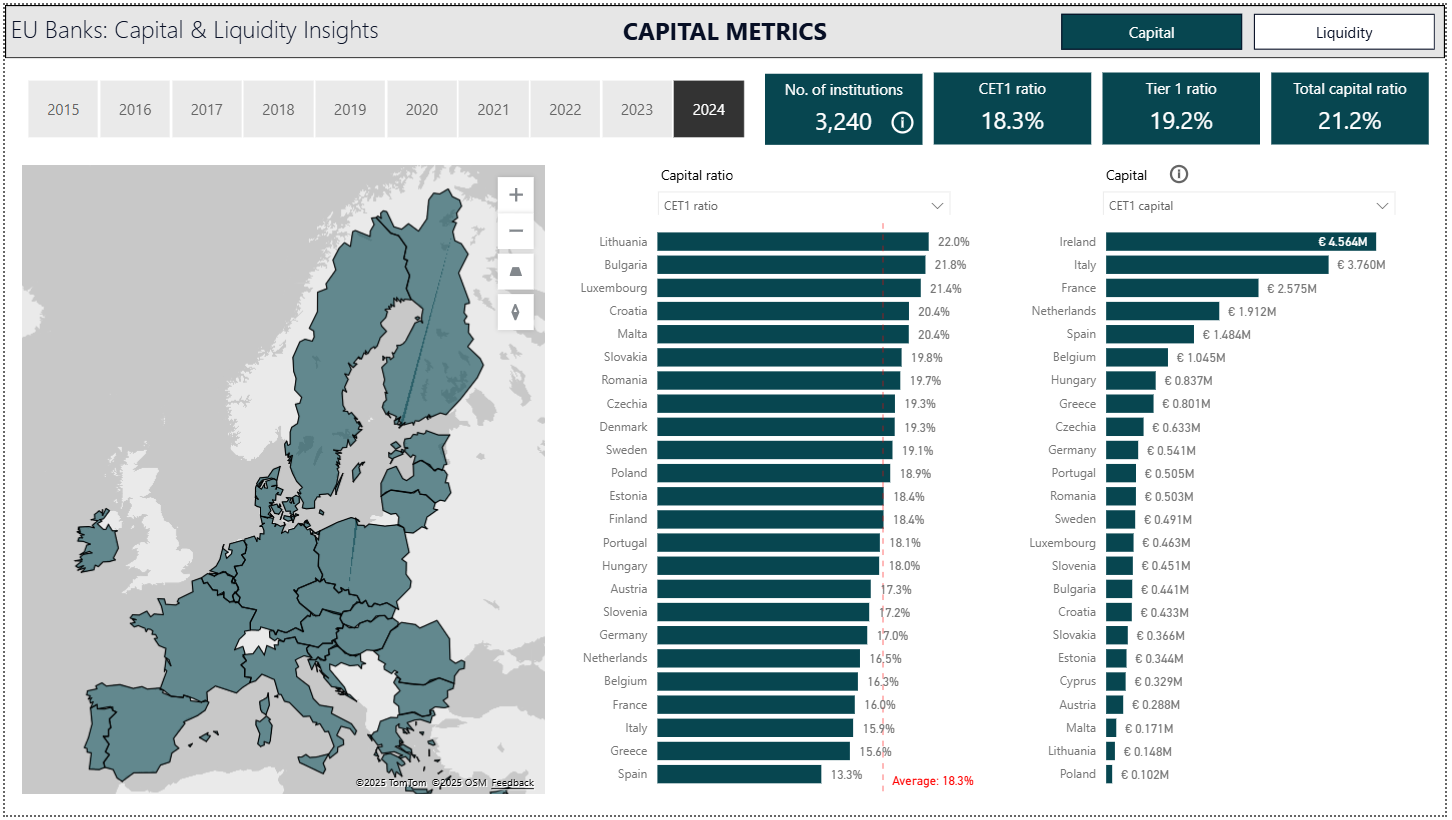 EU Banks: Capital & Liquidity Insights
CAPITAL METRICS
Capital
Liquidity
2015
2016
2017
2018
2019
2020
2021
2022
2023
2024
No. of institutions
3,240
CET1 ratio
18.3%
Tier 1 ratio
19.2%
Total capital ratio
21.2%
©2025 TomTom ©2025 OSM Feedback
Capital ratio
CET1 ratio
Lithuania 22.0%
Bulgaria 21.8%
Luxembourg 21.4%
Croatia 20.4%
Malta 20.4%
Slovakia 19.8%
Romania 19.7%
Czechia 19.3%
Denmark 19.3%
Sweden 19.1%
Poland 18.9%
Estonia 18.4%
Finland 18.4%
Portugal 18.1%
Hungary 18.0%
Austria 17.3%
Slovenia 17.2%
Germany 17.0%
Netherlands 16.5%
Belgium 16.3%
France 16.0%
Italy 15.9%
Greece 15.6%
Spain 13.3%
Average: 18.3%
Capital
CET1 capital
Ireland € 4.564M
Italy € 3.760M
France € 2.575M
Netherlands € 1.912M
Spain € 1.484M
Belgium € 1.045M
Hungary € 0.837M
Greece € 0.801M
Czechia € 0.633M
Germany € 0.541M
Portugal € 0.505M
Romania € 0.503M
Sweden € 0.491M
Luxembourg € 0.463M
Slovenia € 0.451M
Bulgaria € 0.441M
Croatia € 0.433M
Slovakia € 0.366M
Estonia € 0.344M
Cyprus € 0.329M
Austria € 0.288M
Malta € 0.171M
Lithuania € 0.148M
Poland € 0.102M